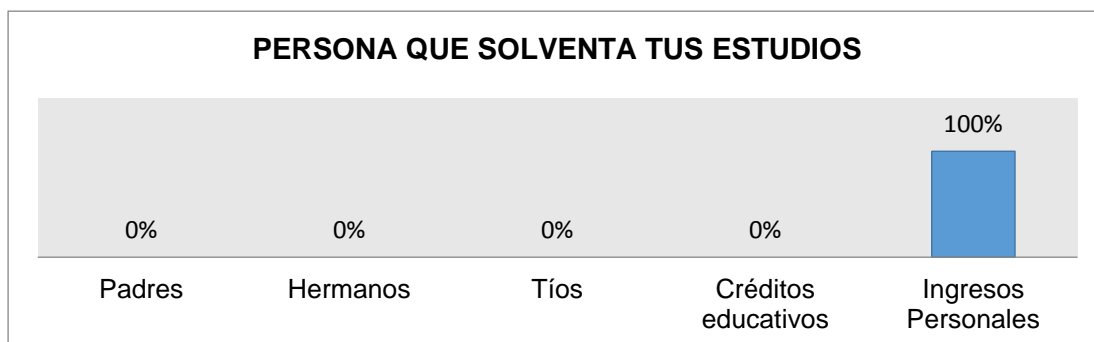 PERSONA QUE SOLVENTA TUS ESTUDIOS
100%
0% 0% 0% 0%
Padres Hermanos Tíos Créditos educativos Ingresos Personales